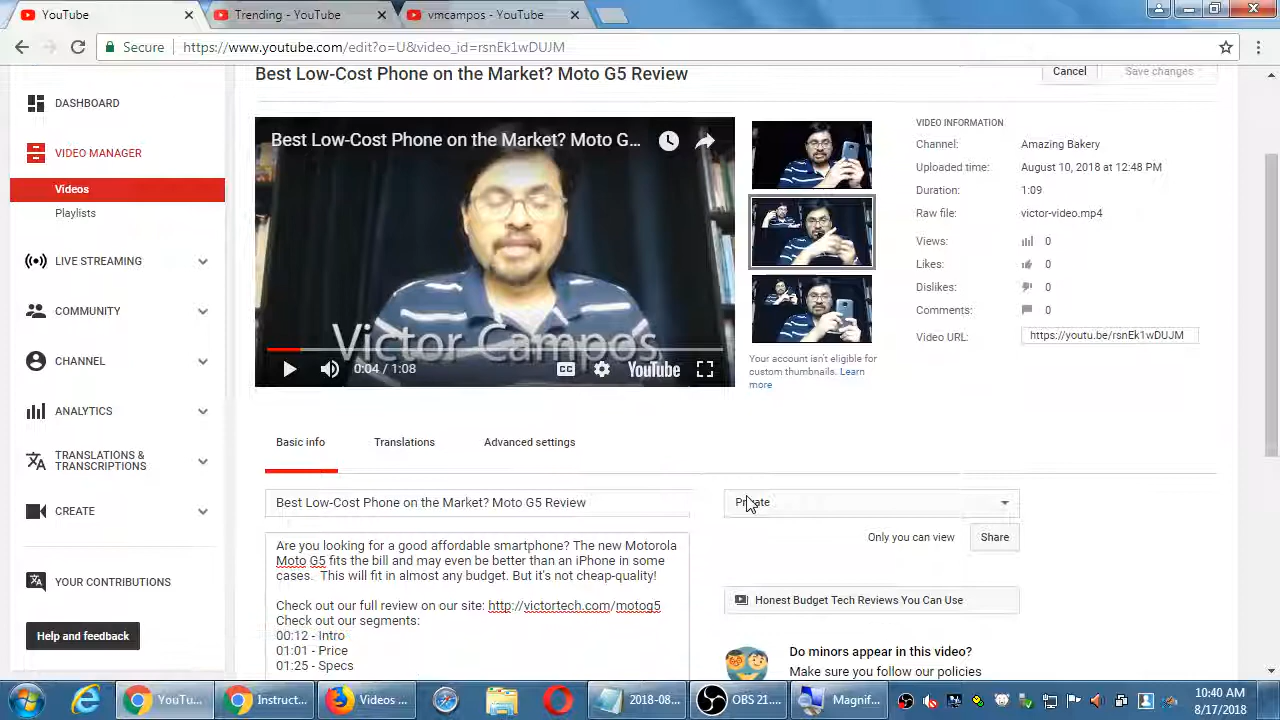 YouTube
Trending - YouTube
vmcampos - YouTube
Secure
https://www.youtube.com/edit?o=U&video_id=rsnEk1wDUJM
Best Low-Cost Phone on the Market? Moto G5 Review
Cancel
Save changes
DASHBOARD
VIDEO MANAGER
Videos
Playlists
LIVE STREAMING
COMMUNITY
CHANNEL
ANALYTICS
TRANSLATIONS &
TRANSCRIPTIONS
CREATE
YOUR CONTRIBUTIONS
Help and feedback
Best Low-Cost Phone on the Market? Moto G...
Victor Campos
0:04 / 1:08
CC
YouTube
Your account isn't eligible for
custom thumbnails. Learn
more
VIDEO INFORMATION
Channel: Amazing Bakery
Uploaded time: August 10, 2018 at 12:48 PM
Duration: 1:09
Raw file: victor-video.mp4
Views: 0
Likes: 0
Dislikes: 0
Comments: 0
Video URL: https://youtu.be/rsnEk1wDUJM
Basic info
Translations
Advanced settings
Best Low-Cost Phone on the Market? Moto G5 Review
Private
Only you can view
Share
Are you looking for a good affordable smartphone? The new Motorola
Moto G5 fits the bill and may even be better than an iPhone in some
cases. This will fit in almost any budget. But it's not cheap-quality!
Check out our full review on our site: http://victortech.com/motog5
Check out our segments:
00:12 - Intro
01:01 - Price
01:25 - Specs
Honest Budget Tech Reviews You Can Use
Do minors appear in this video?
Make sure you follow our policies
YouTu...
Instruct...
Videos ...
2018-08...
OBS 21....
Magnif...
10:40 AM
8/17/2018